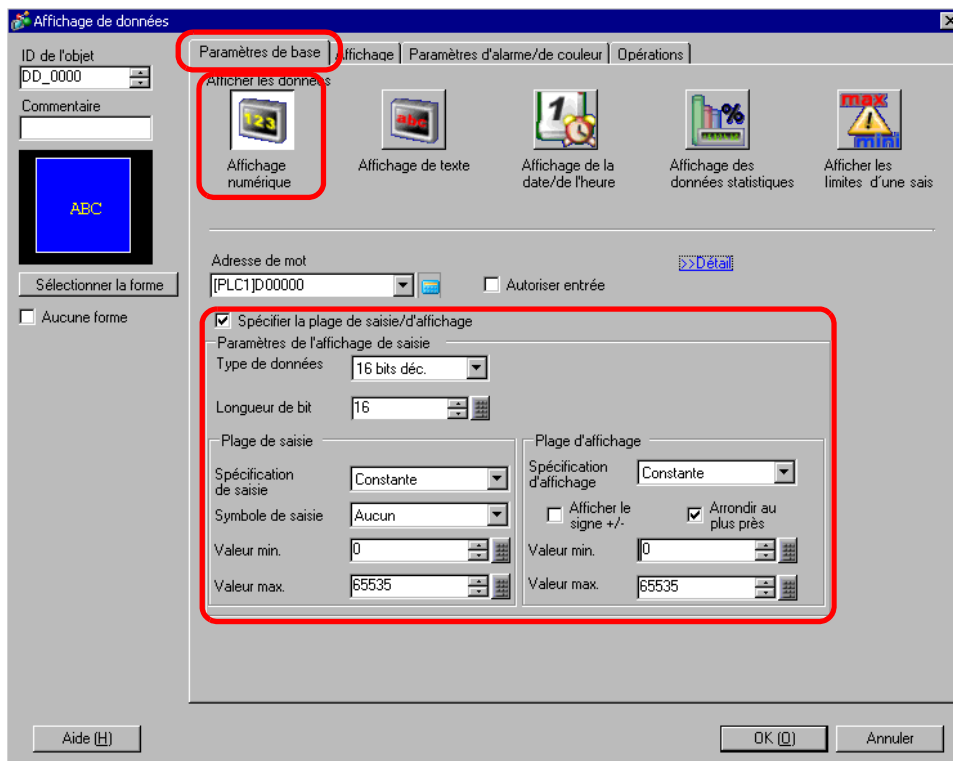 Affichage de données
ID de l'objet
DD_0000
Commentaire
ABC
Sélectionner la forme
Aucune forme
Paramètres de base
Affichage
Paramètres d'alarme/de couleur
Opérations
Afficher les données
123
Affichage
numérique
abc
Affichage de texte
1
Affichage de la
date/de l'heure
%
Affichage des
données statistiques
max
mini
Afficher les
limites d'une sais
Adresse de mot
>>Détail
[PLC1]D00000
Autoriser entrée
Spécifier la plage de saisie/d'affichage
Paramètres de l'affichage de saisie
Type de données
16 bits déc.
Longueur de bit
16
Plage de saisie
Spécification
de saisie
Constante
Symbole de saisie
Aucun
Valeur min.
0
Valeur max.
65535
Plage d'affichage
Spécification
d'affichage
Constante
Afficher le
signe +/-
Arrondir au
plus près
Valeur min.
0
Valeur max.
65535
Aide (H)
OK (O)
Annuler